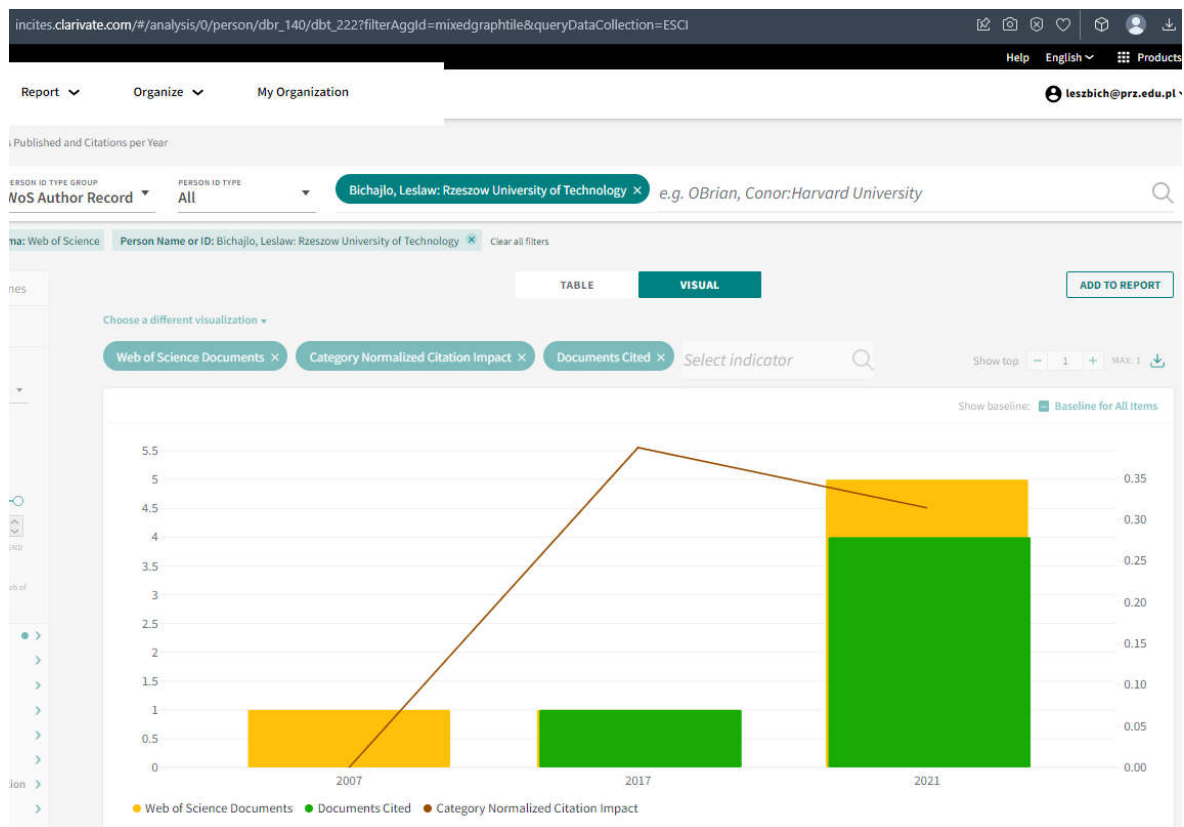 incites.clarivate.com/#/analysis/0/person/dbr_140/dbt_222?filterAggId=mixedgraphtile&queryDataCollection=ESCI
Help English Products
Report Organize My Organization leszbich@prz.edu.pl
s Published and Citations per Year
PERSON ID TYPE GROUP PERSON ID TYPE
WoS Author Record All Bichajlo, Leslaw: Rzeszow University of Technology × e.g. OBrian, Conor:Harvard University
ma: Web of Science Person Name or ID: Bichajlo, Leslaw: Rzeszow University of Technology × Clear all filters
nes TABLE VISUAL ADD TO REPORT
Choose a different visualization
Web of Science Documents × Category Normalized Citation Impact × Documents Cited × Select indicator Show top − 1 + MAX: 1
Show baseline: Baseline for All Items
5.5
5 0.35
4.5 0.30
4 0.25
3.5
3 0.20
2.5 0.15
2
1.5 0.10
1 0.05
0.5
0 0.00
2007 2017 2021
ion
Web of Science Documents Documents Cited Category Normalized Citation Impact